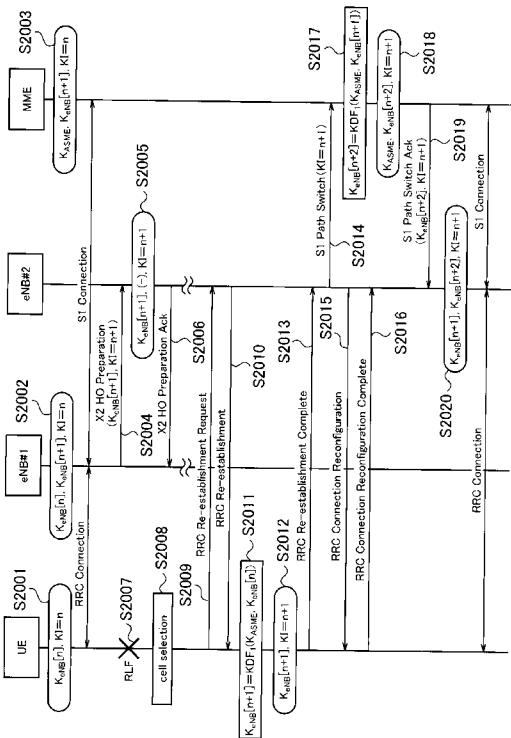 UE
eNB#1
eNB#2
MME
S2001
KeNB[n], KI=n
S2002
KeNB[n], KeNB[n+1], KI=n
S2003
KASME, KeNB[n+1], KI=n
RRC Connection
S1 Connection
X2 HO Preparation
(KeNB[n+1], KI=n+1)
S2004
KeNB[n+1], (-), KI=n+1
S2005
X2 HO Preparation Ack
S2006
RLF
S2007
cell selection
S2008
RRC Re-establishment Request
S2009
RRC Re-establishment
S2010
KeNB[n+1]=KDF1(KASME, KeNB[n])
S2011
KeNB[n+1], KI=n+1
S2012
RRC Re-establishment Complete
S2013
S1 Path Switch(KI=n+1)
S2014
RRC Connection Reconfiguration
S2015
RRC Connection Reconfiguration Complete
S2016
KeNB[n+2]=KDF1(KASME, KeNB[n+1])
S2017
KASME, KeNB[n+2], KI=n+1
S2018
S1 Path Switch Ack
(KeNB[n+2], KI=n+1)
S2019
KeNB[n+1], KeNB[n+2], KI=n+1
S2020
RRC Connection
S1 Connection